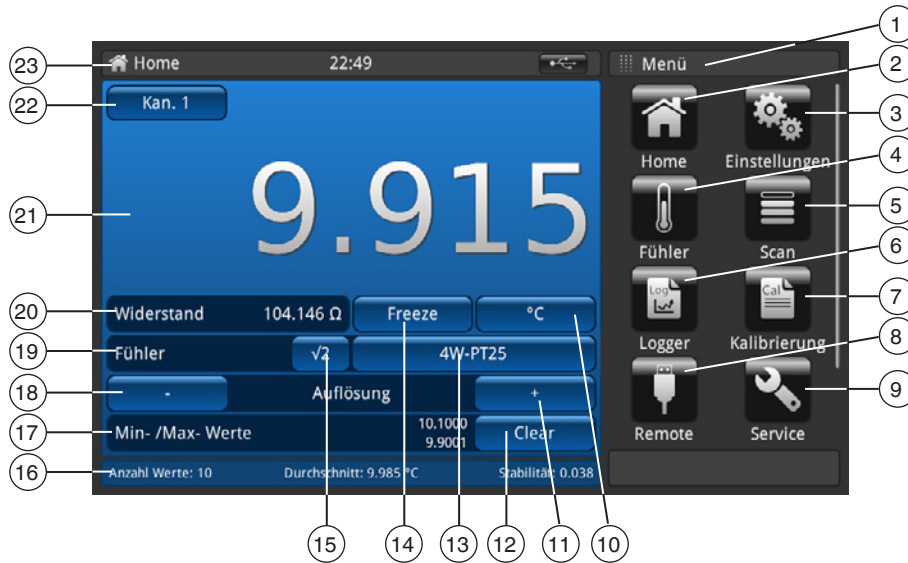 Home 22:49
Kan. 1
9.915
Widerstand 104.146 Ω Freeze °C
Fühler √2 4W-PT25
- Auflösung +
Min- /Max- Werte 10.1000 9.9001 Clear
Anzahl Werte: 10 Durchschnitt: 9.985 °C Stabilität: 0.038
Menü
Home Einstellungen
Fühler Scan
Log Cal
Logger Kalibrierung
Remote Service
1
2
3
4
5
6
7
8
9
10
11
12
13
14
15
16
17
18
19
20
21
22
23